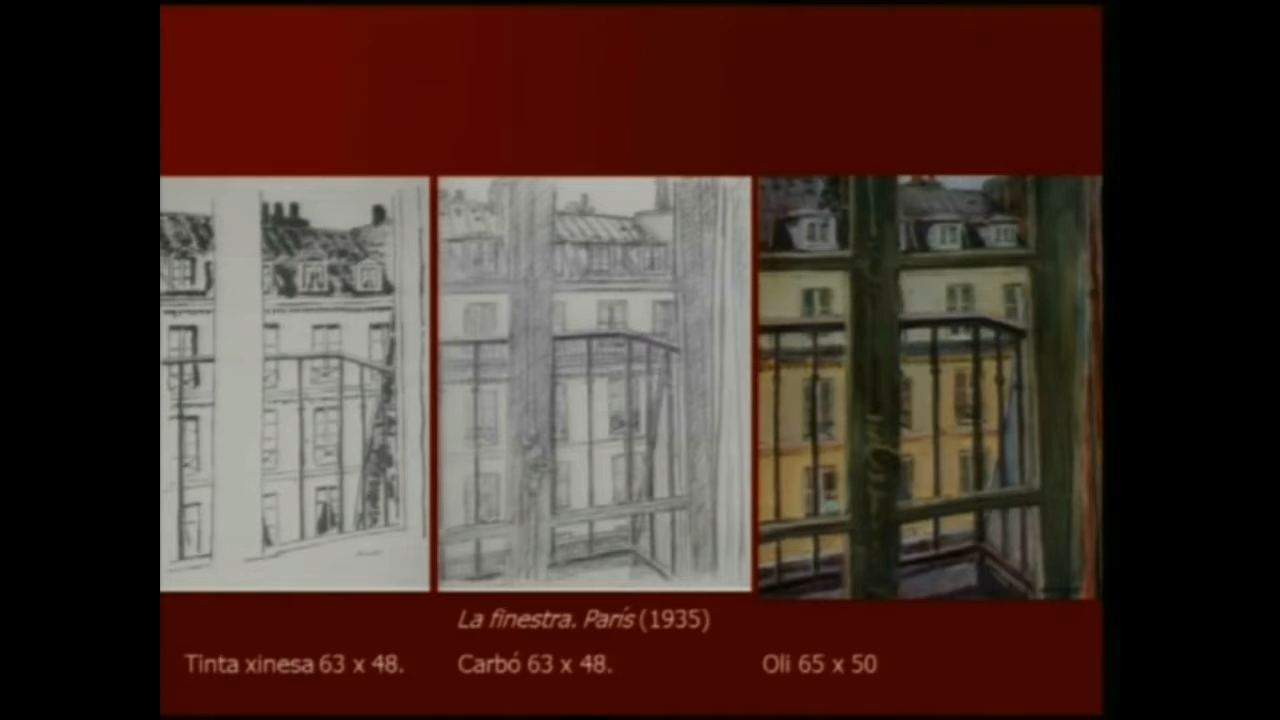 La finestra. París (1935)
Tinta xinesa 63 x 48.
Carbó 63 x 48.
Oli 65 x 50